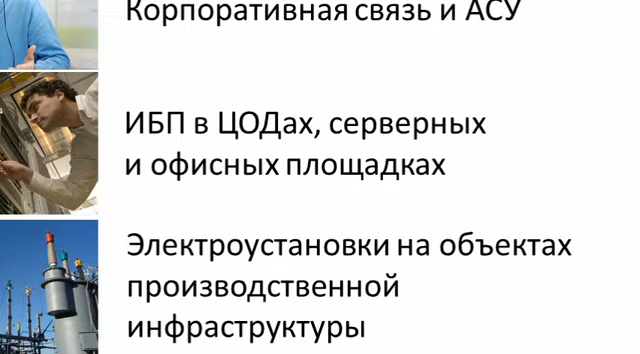 Корпоративная связь и АСУ
ИБП в ЦОДах, серверных
и офисных площадках
Электроустановки на объектах
производственной
инфраструктуры